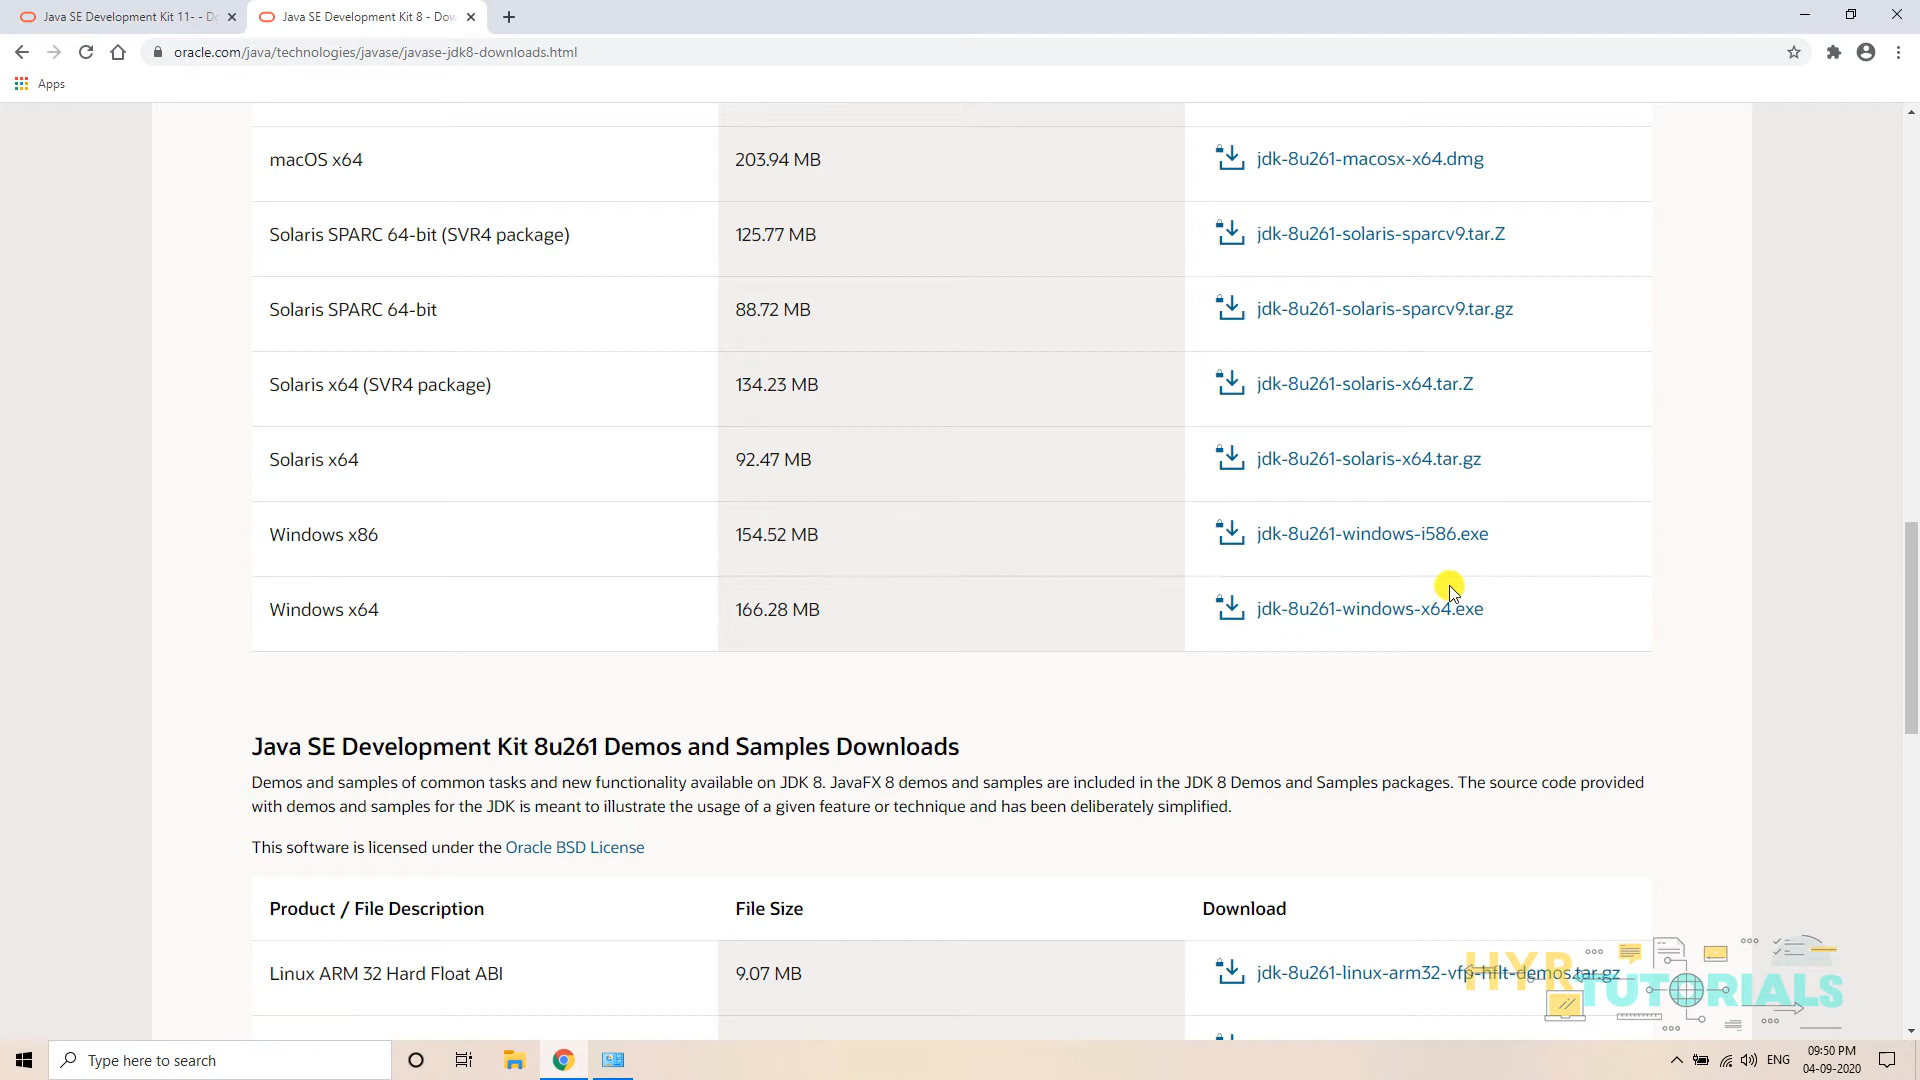 Java SE Development Kit 11- - Do
Java SE Development Kit 8 - Dow
oracle.com/java/technologies/javase/javase-jdk8-downloads.html
Apps
macOS x64 203.94 MB jdk-8u261-macosx-x64.dmg
Solaris SPARC 64-bit (SVR4 package) 125.77 MB jdk-8u261-solaris-sparcv9.tar.Z
Solaris SPARC 64-bit 88.72 MB jdk-8u261-solaris-sparcv9.tar.gz
Solaris x64 (SVR4 package) 134.23 MB jdk-8u261-solaris-x64.tar.Z
Solaris x64 92.47 MB jdk-8u261-solaris-x64.tar.gz
Windows x86 154.52 MB jdk-8u261-windows-i586.exe
Windows x64 166.28 MB jdk-8u261-windows-x64.exe
Java SE Development Kit 8u261 Demos and Samples Downloads
Demos and samples of common tasks and new functionality available on JDK 8. JavaFX 8 demos and samples are included in the JDK 8 Demos and Samples packages. The source code provided
with demos and samples for the JDK is meant to illustrate the usage of a given feature or technique and has been deliberately simplified.
This software is licensed under the Oracle BSD License
Product / File Description File Size Download
Linux ARM 32 Hard Float ABI 9.07 MB jdk-8u261-linux-arm32-vfp-hflt-demos.tar.gz
HYR TUTORIALS
Type here to search
ENG
09:50 PM
04-09-2020